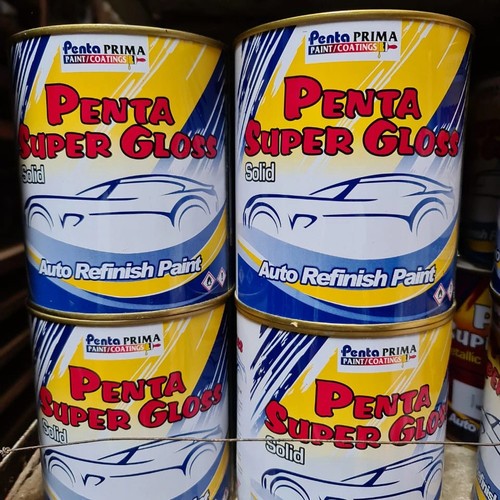 Penta PRIMA
PAINT/COATINGS
PENTA
SUPER GLOSS
Solid
Auto Refinish Paint
Penta PRIMA
PAINT/COATINGS
PENTA
SUPER GLOSS
Solid
Auto Refinish Paint
Penta PRIMA
PAINT/COATINGS
PENTA
SUPER GLOSS
Solid
Penta PRIMA
PAINT/COATINGS
PENTA
SUPER GLOSS
Solid